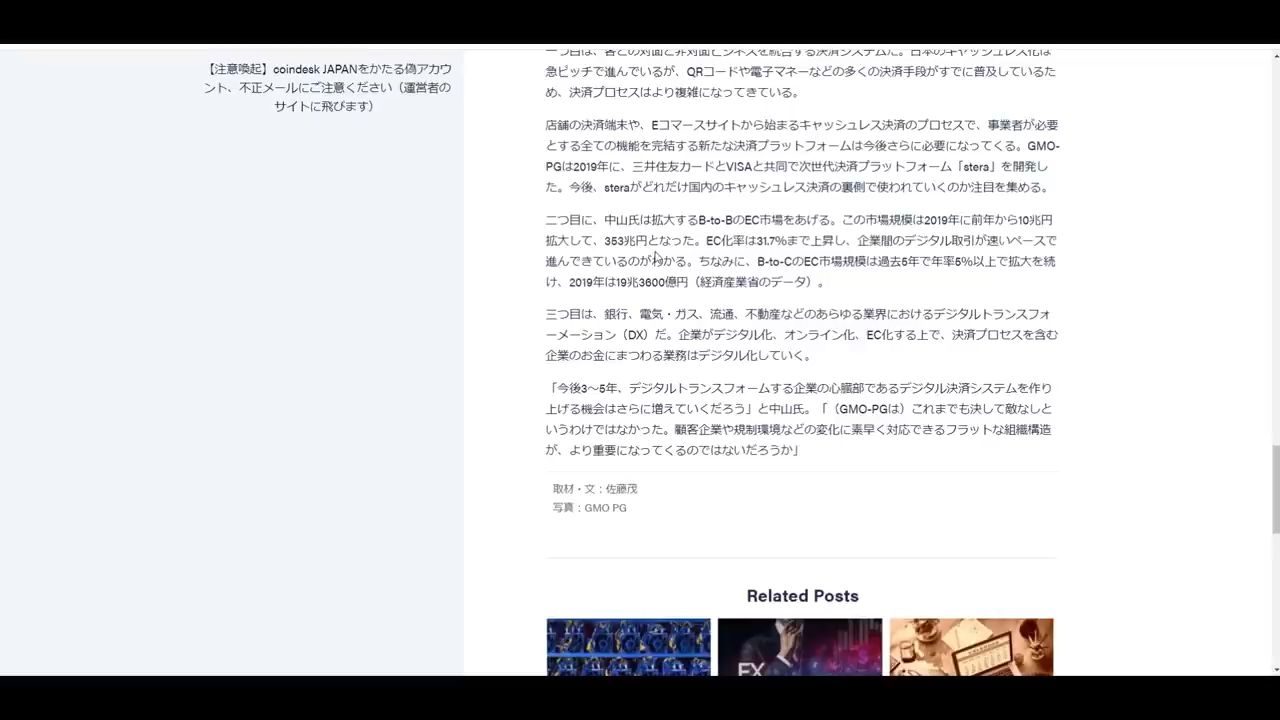 【注意喚起】coindesk JAPANをかたる偽アカウ
ント、不正メールにご注意ください（運営者の
サイトに飛びます）
一つ目は、客との対面と非対面ビジネスを統合する決済システムだ。日本のキャッシュレス化は
急ピッチで進んでいるが、QRコードや電子マネーなどの多くの決済手段がすでに普及しているた
め、決済プロセスはより複雑になってきている。
店舗の決済端末や、Eコマースサイトから始まるキャッシュレス決済のプロセスで、事業者が必要
とする全ての機能を完結する新たな決済プラットフォームは今後さらに必要になってくる。GMO-
PGは2019年に、三井住友カードとVISAと共同で次世代決済プラットフォーム「stera」を開発し
た。今後、steraがどれだけ国内のキャッシュレス決済の裏側で使われていくのか注目を集める。
二つ目に、中山氏は拡大するB-to-BのEC市場をあげる。この市場規模は2019年に前年から10兆円
拡大して、353兆円となった。EC化率は31.7％まで上昇し、企業間のデジタル取引が速いペースで
進んできているのがわかる。ちなみに、B-to-CのEC市場規模は過去5年で年率5％以上で拡大を続
け、2019年は19兆3600億円（経済産業省のデータ）。
三つ目は、銀行、電気・ガス、流通、不動産などのあらゆる業界におけるデジタルトランスフォ
ーメーション（DX）だ。企業がデジタル化、オンライン化、EC化する上で、決済プロセスを含む
企業のお金にまつわる業務はデジタル化していく。
「今後3〜5年、デジタルトランスフォームする企業の心臓部であるデジタル決済システムを作り
上げる機会はさらに増えていくだろう」と中山氏。「（GMO-PGは）これまでも決して敵なしと
いうわけではなかった。顧客企業や規制環境などの変化に素早く対応できるフラットな組織構造
が、より重要になってくるのではないだろうか」
取材・文：佐藤茂
写真：GMO PG
Related Posts
FX